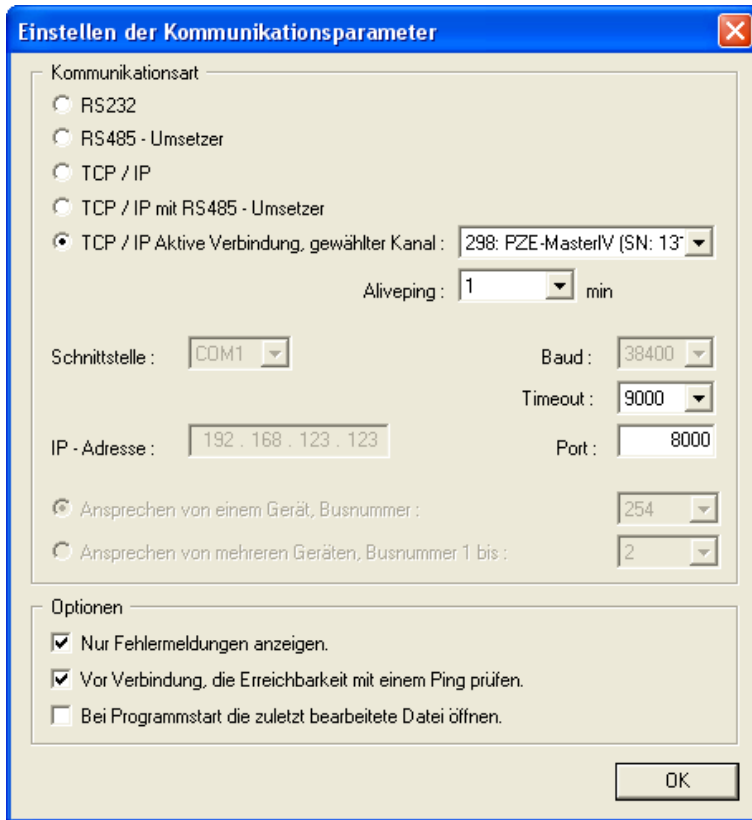 Einstellen der Kommunikationsparameter
Kommunikationsart
RS232
RS485 - Umsetzer
TCP / IP
TCP / IP mit RS485 - Umsetzer
TCP / IP Aktive Verbindung, gewählter Kanal : 298: PZE-MasterIV (SN: 13
Aliveping : 1 min
Schnittstelle : COM1 Baud : 38400
Timeout : 9000
IP - Adresse : 192 . 168 . 123 . 123 Port : 8000
Ansprechen von einem Gerät, Busnummer : 254
Ansprechen von mehreren Geräten, Busnummer 1 bis : 2
Optionen
Nur Fehlermeldungen anzeigen.
Vor Verbindung, die Erreichbarkeit mit einem Ping prüfen.
Bei Programmstart die zuletzt bearbeitete Datei öffnen.
OK